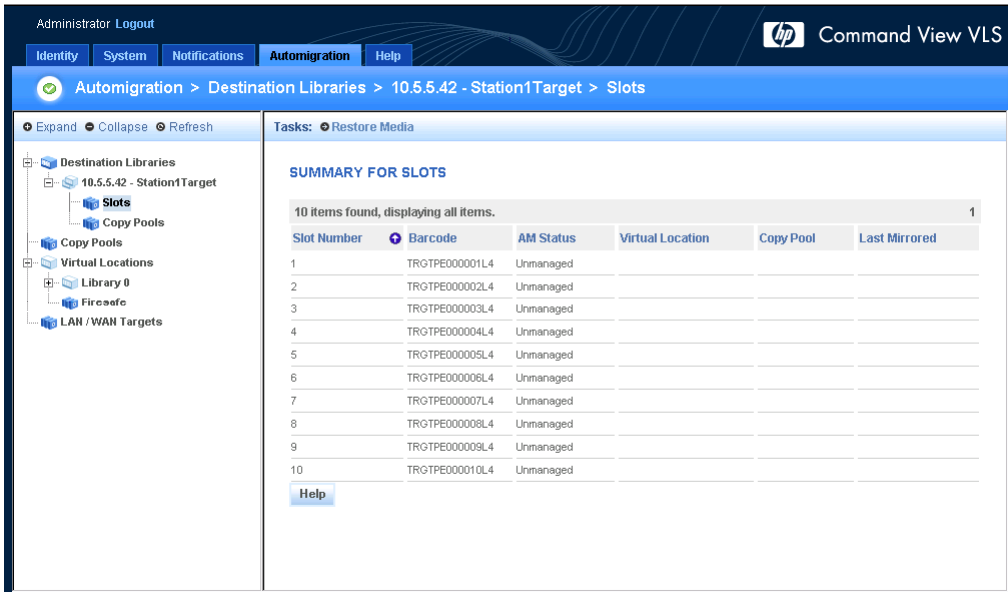 Administrator Logout
hp Command View VLS
Identity System Notifications Automigration Help
Automigration > Destination Libraries > 10.5.5.42 - Station1Target > Slots
Expand Collapse Refresh
Tasks: Restore Media
Destination Libraries
10.5.5.42 - Station1Target
Slots
Copy Pools
Copy Pools
Virtual Locations
Library 0
Firesafe
LAN / WAN Targets
SUMMARY FOR SLOTS
10 items found, displaying all items. 1
Slot Number Barcode AM Status Virtual Location Copy Pool Last Mirrored
1 TRGTPE000001L4 Unmanaged
2 TRGTPE000002L4 Unmanaged
3 TRGTPE000003L4 Unmanaged
4 TRGTPE000004L4 Unmanaged
5 TRGTPE000005L4 Unmanaged
6 TRGTPE000006L4 Unmanaged
7 TRGTPE000007L4 Unmanaged
8 TRGTPE000008L4 Unmanaged
9 TRGTPE000009L4 Unmanaged
10 TRGTPE000010L4 Unmanaged
Help